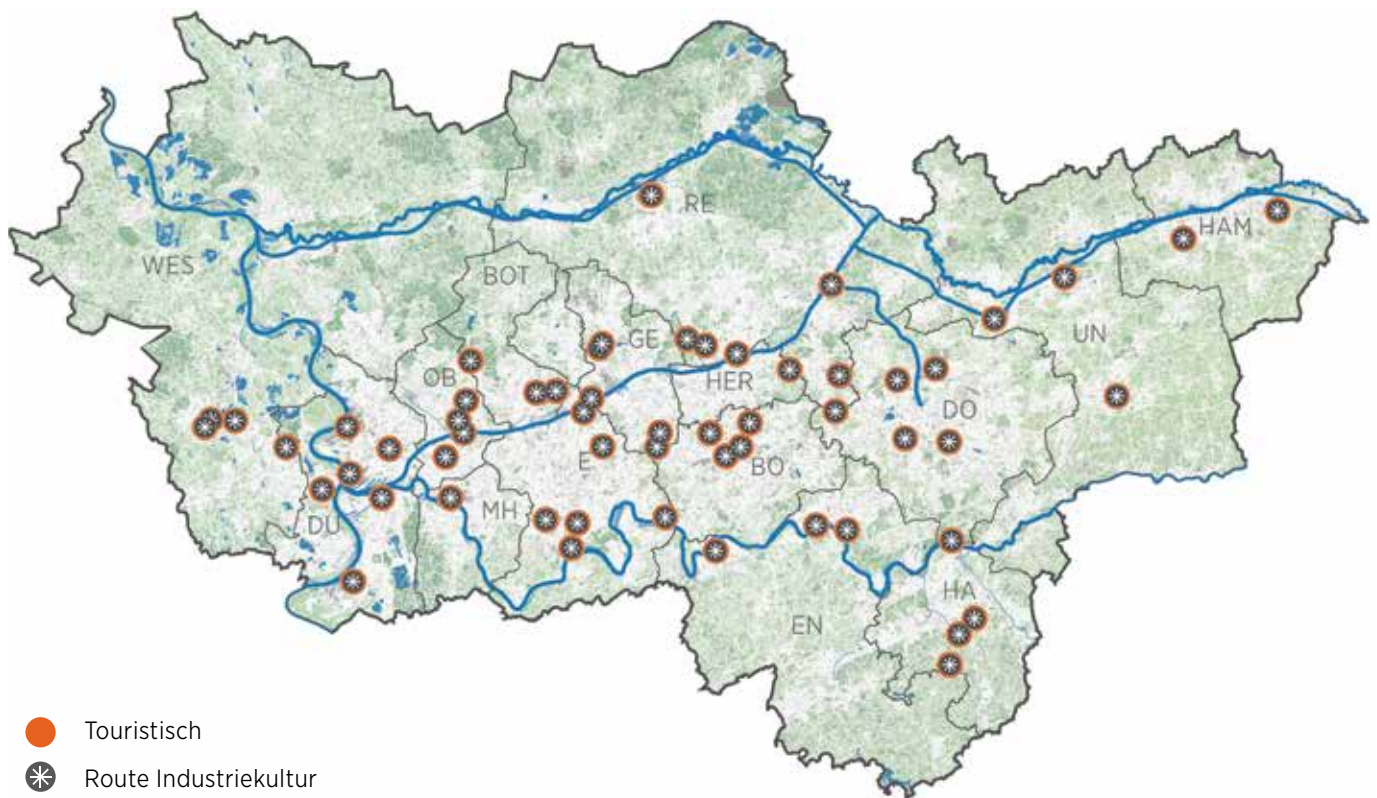 RE
HAM
WES
BOT
UN
GE
OB
HER
DO
E
BO
MH
DU
HA
EN
Touristisch
Route Industriekultur